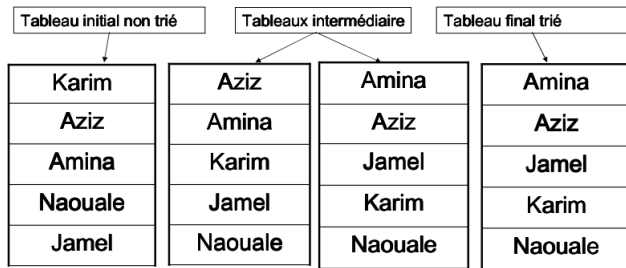 Tableau initial non trié
Tableaux intermédiaire
Tableau final trié
Karim
Aziz
Amina
Naouale
Jamel
Aziz
Amina
Karim
Jamel
Naouale
Amina
Aziz
Jamel
Karim
Naouale
Amina
Aziz
Jamel
Karim
Naouale